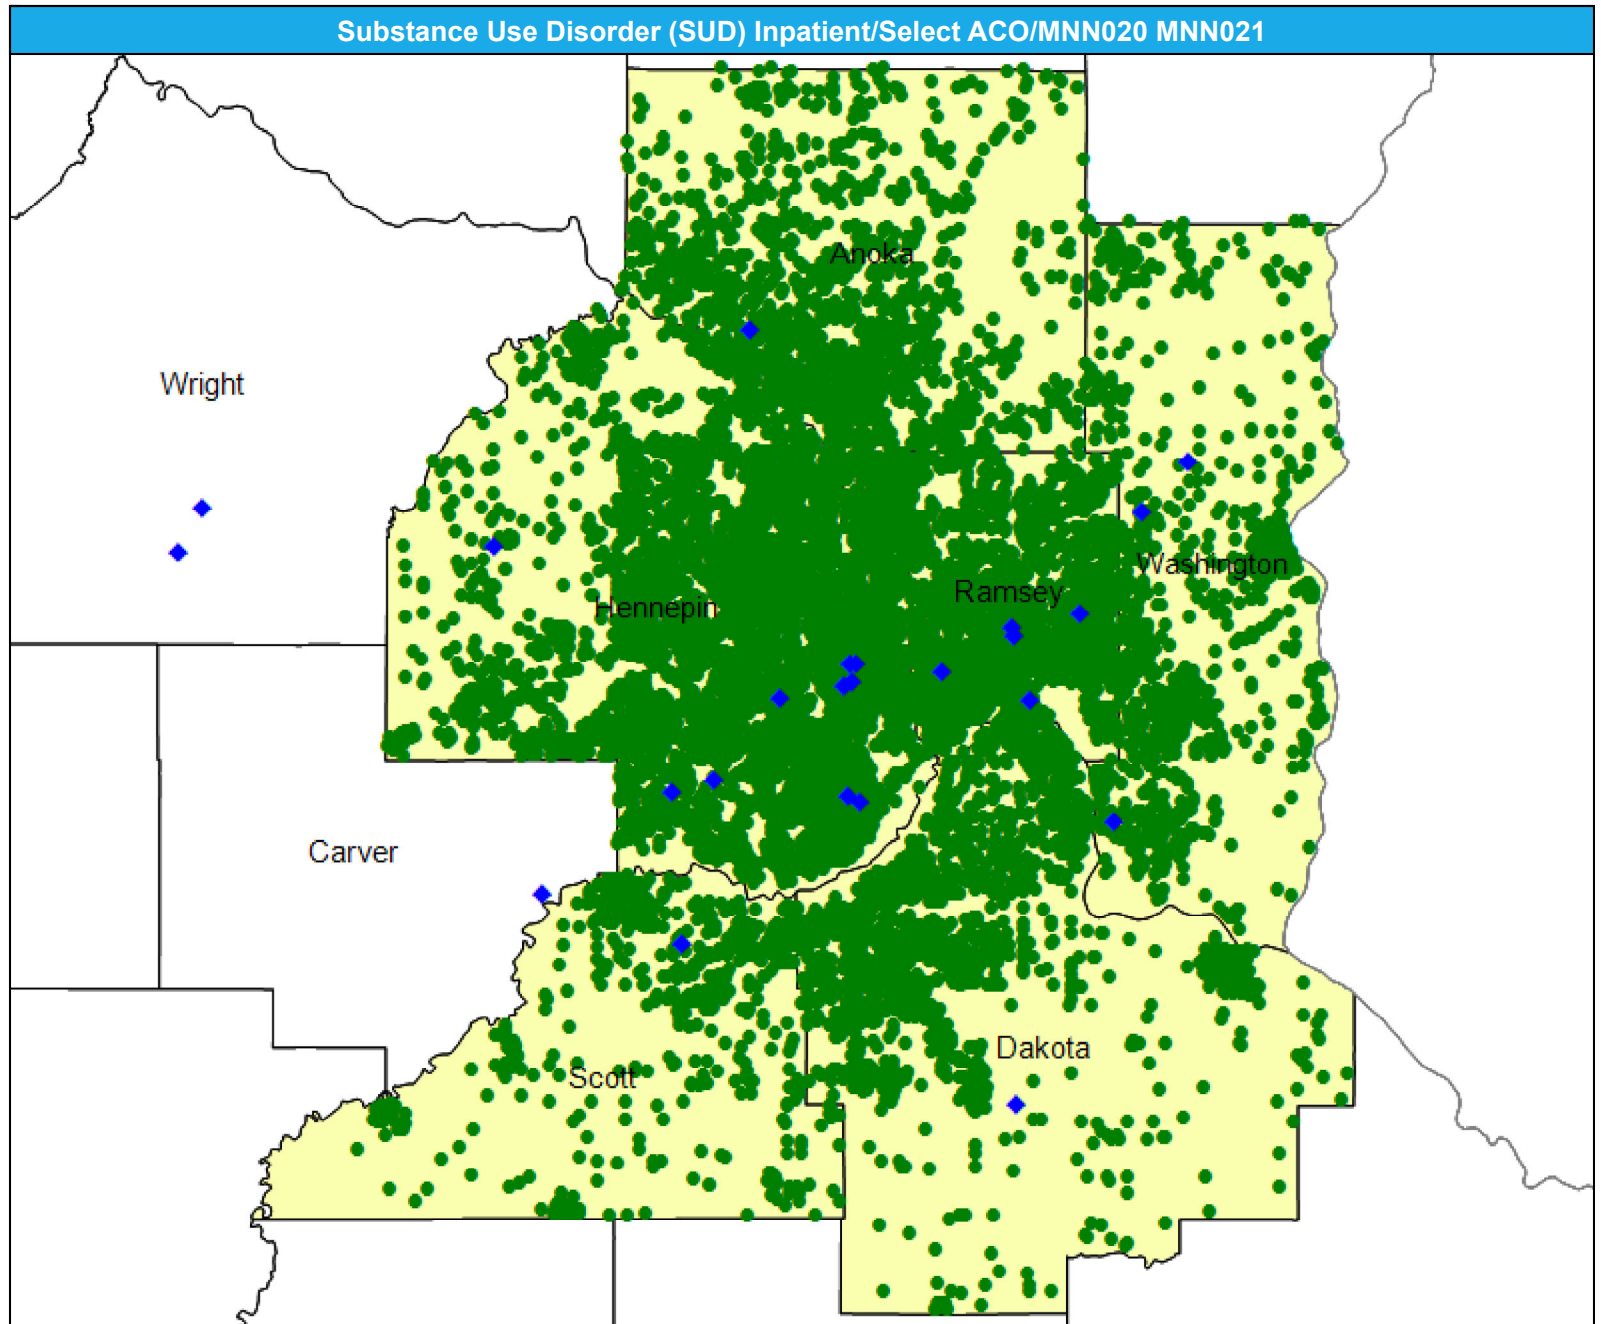 Substance Use Disorder (SUD) Inpatient/Select ACO/MNN020 MNN021
Anoka
Wright
Washington
Ramsey
Hennepin
Carver
Dakota
Scott